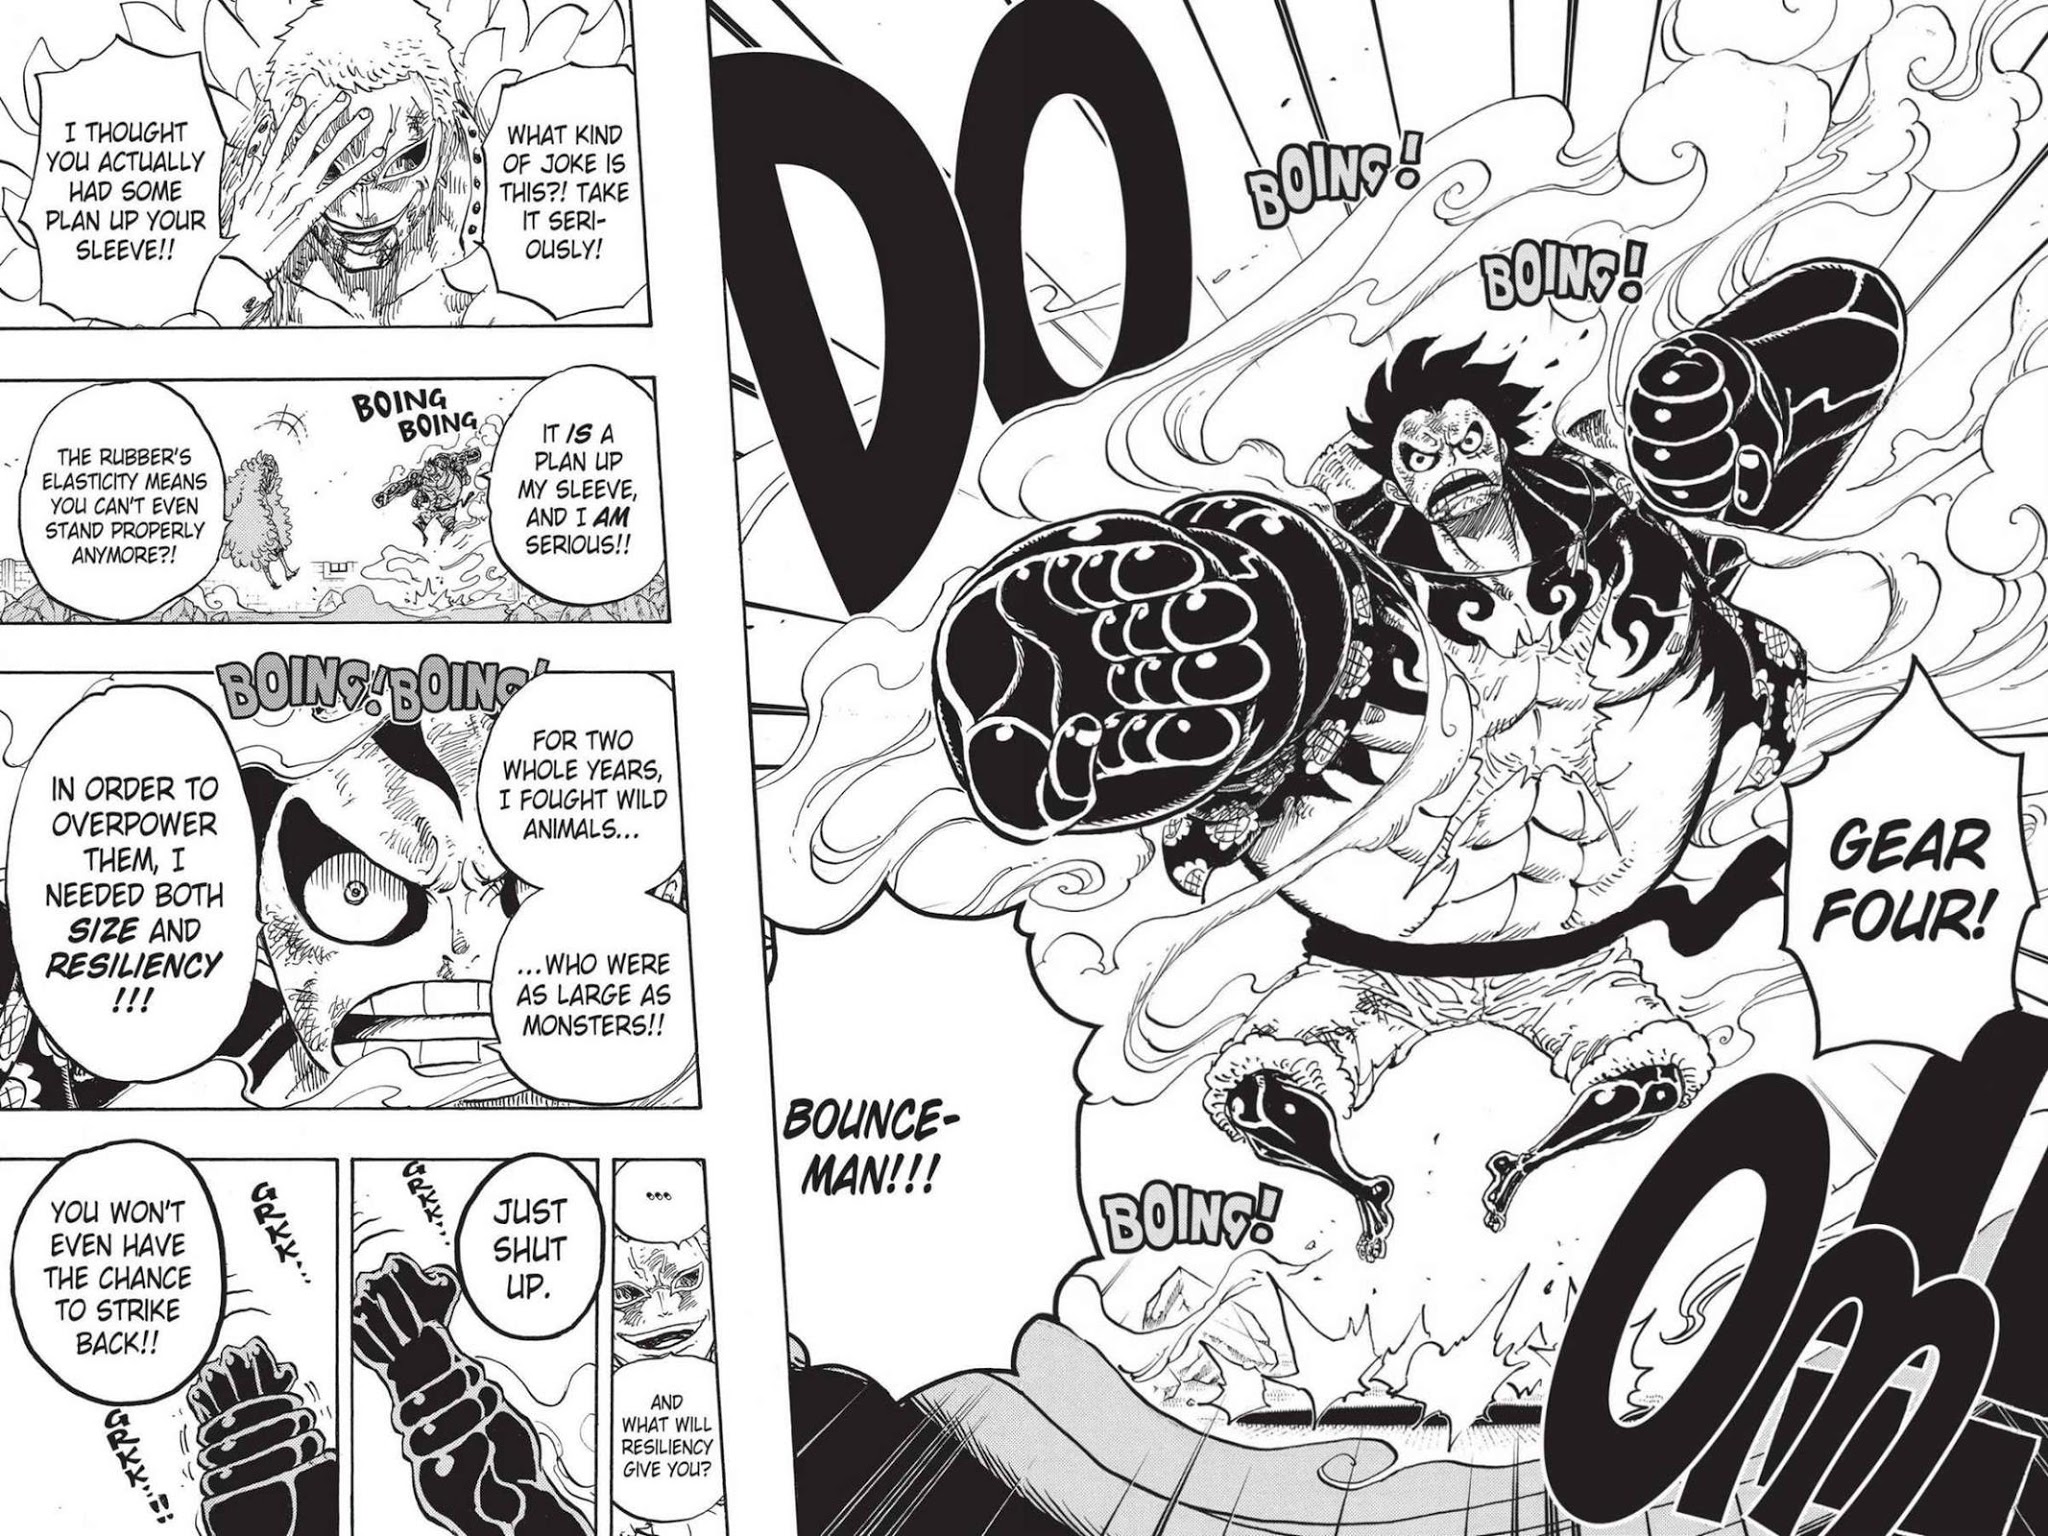 BOING!
BOING!
GEAR
FOUR!
BOUNCE-
MAN!!!
BOING!
DOOM!
WHAT KIND
OF JOKE IS
THIS?! TAKE
IT SERI-
OUSLY!
I THOUGHT
YOU ACTUALLY
HAD SOME
PLAN UP YOUR
SLEEVE!!
IT IS A
PLAN UP
MY SLEEVE,
AND I AM
SERIOUS!!
BOING
BOING
THE RUBBER'S
ELASTICITY MEANS
YOU CAN'T EVEN
STAND PROPERLY
ANYMORE?!
BOING! BOING!
FOR TWO
WHOLE YEARS,
I FOUGHT WILD
ANIMALS...
...WHO WERE
AS LARGE AS
MONSTERS!!
IN ORDER TO
OVERPOWER
THEM, I
NEEDED BOTH
SIZE AND
RESILIENCY
!!!
...
AND
WHAT WILL
RESILIENCY
GIVE YOU?
JUST
SHUT
UP.
GRKK...
GRKK...
YOU WON'T
EVEN HAVE
THE CHANCE
TO STRIKE
BACK!!
GRKK...!!